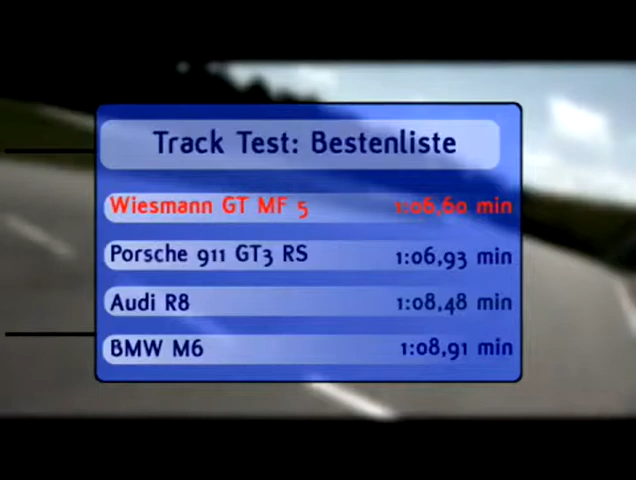 Track Test: Bestenliste
Wiesmann GT MF 5 1:06,60 min
Porsche 911 GT3 RS 1:06,93 min
Audi R8 1:08,48 min
BMW M6 1:08,91 min